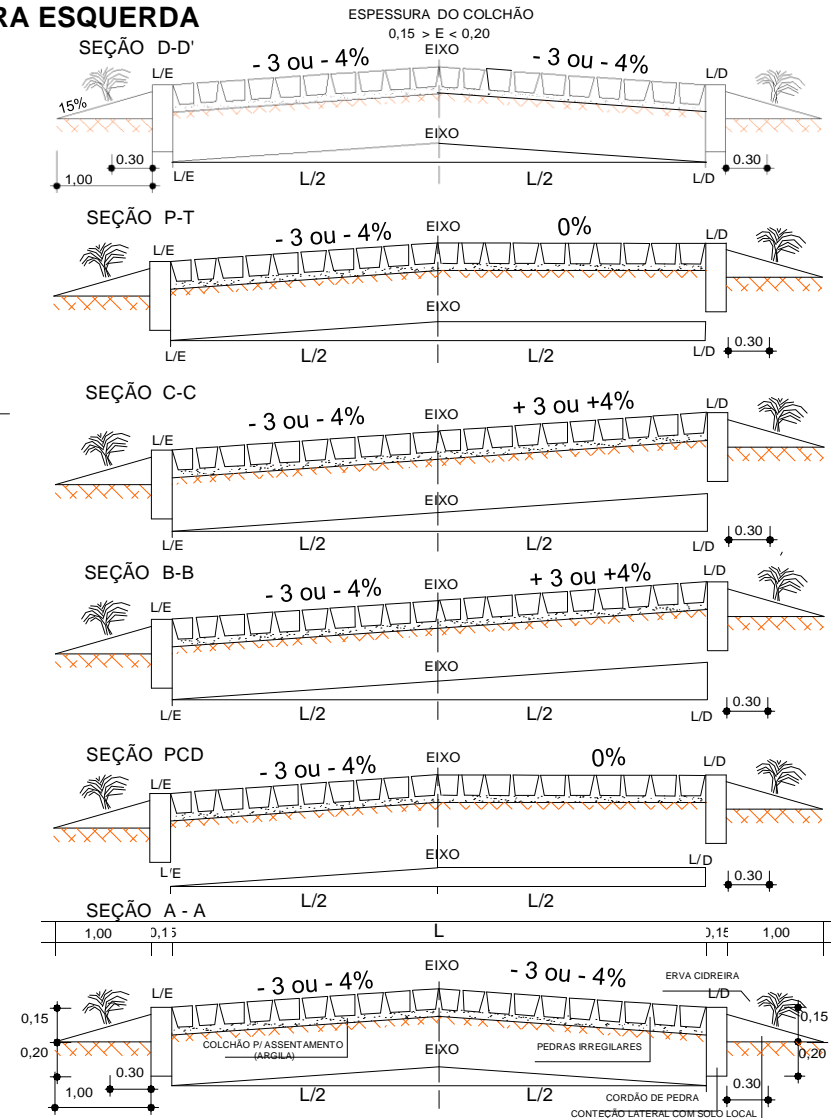 RA ESQUERDA
ESPESSURA DO COLCHÃO
0,15 > E < 0,20
SEÇÃO D-D'
- 3 ou - 4%
EIXO
- 3 ou - 4%
L/E
L/D
15%
EIXO
0.30
1,00
L/E
L/2
L/2
L/D
0.30
SEÇÃO P-T
- 3 ou - 4%
EIXO
0%
L/E
L/D
EIXO
L/E
L/2
L/2
L/D
0.30
SEÇÃO C-C
- 3 ou - 4%
EIXO
+ 3 ou +4%
L/E
L/D
EIXO
L/E
L/2
L/2
L/D
0.30
SEÇÃO B-B
- 3 ou - 4%
EIXO
+ 3 ou +4%
L/E
L/D
EIXO
L/E
L/2
L/2
L/D
0.30
SEÇÃO PCD
- 3 ou - 4%
EIXO
0%
L/E
L/D
EIXO
L/E
L/2
L/2
L/D
0.30
SEÇÃO A - A
1,00
0,15
L
0,15
1,00
- 3 ou - 4%
EIXO
- 3 ou - 4%
ERVA CIDREIRA
L/E
L/D
0,15
0,15
0,20
0,20
COLCHÃO P/ ASSENTAMENTO
(ARGILA)
EIXO
PEDRAS IRREGILARES
0.30
1,00
L/2
L/2
0.30
CORDÃO DE PEDRA
CONTEÇÃO LATERAL COM SOLO LOCAL